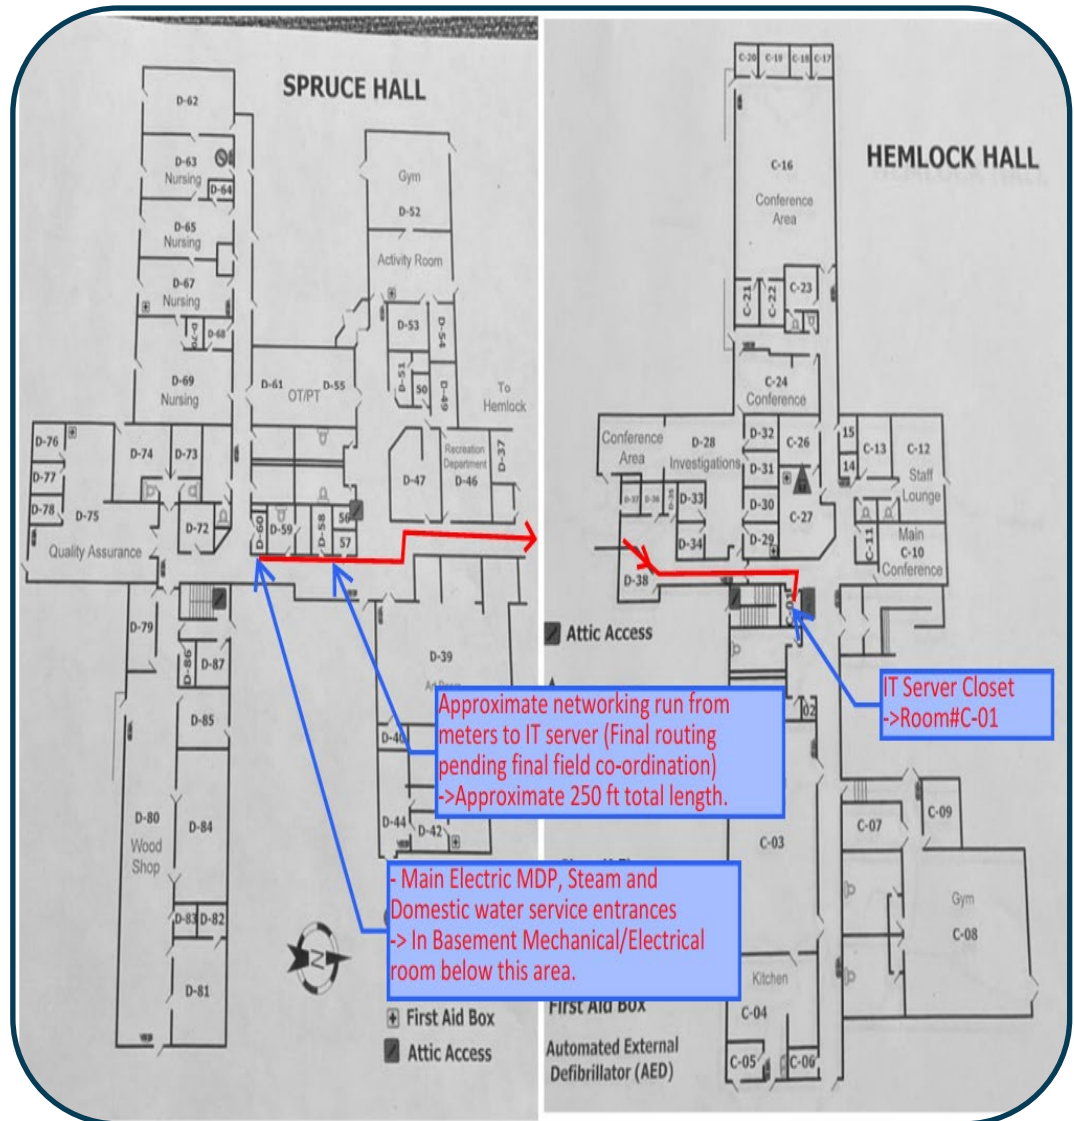 SPRUCE HALL
D-62
D-63
Nursing
D-64
D-65
Nursing
D-67
Nursing
D-70
D-68
D-69
Nursing
Gym
D-52
Activity Room
D-53
D-54
D-51
50
D-49
D-61
D-55
OT/PT
To
Hemlock
D-76
D-77
D-78
D-75
Quality Assurance
D-74
D-73
D-72
D-60
D-59
D-58
56
57
D-47
Recreation
Department
D-46
D-37
D-79
D-86
D-87
D-85
D-80
Wood
Shop
D-84
D-83
D-82
D-81
D-39
D-40
D-44
D-42
N
First Aid Box
Attic Access
Approximate networking run from
meters to IT server (Final routing
pending final field co-ordination)
->Approximate 250 ft total length.
- Main Electric MDP, Steam and
Domestic water service entrances
-> In Basement Mechanical/Electrical
room below this area.
HEMLOCK HALL
C-20
C-19
C-18
C-17
C-16
Conference
Area
C-21
C-22
C-23
C-24
Conference
Conference
Area
D-28
Investigations
D-32
D-31
D-30
D-29
C-26
C-27
15
14
C-13
C-12
Staff
Lounge
C-11
Main
C-10
Conference
D-37
D-36
D-35
D-33
D-34
D-38
C-01
Attic Access
IT Server Closet
->Room#C-01
02
C-03
C-07
C-09
Gym
C-08
Kitchen
C-04
C-05
C-06
First Aid Box
Automated External
Defibrillator (AED)